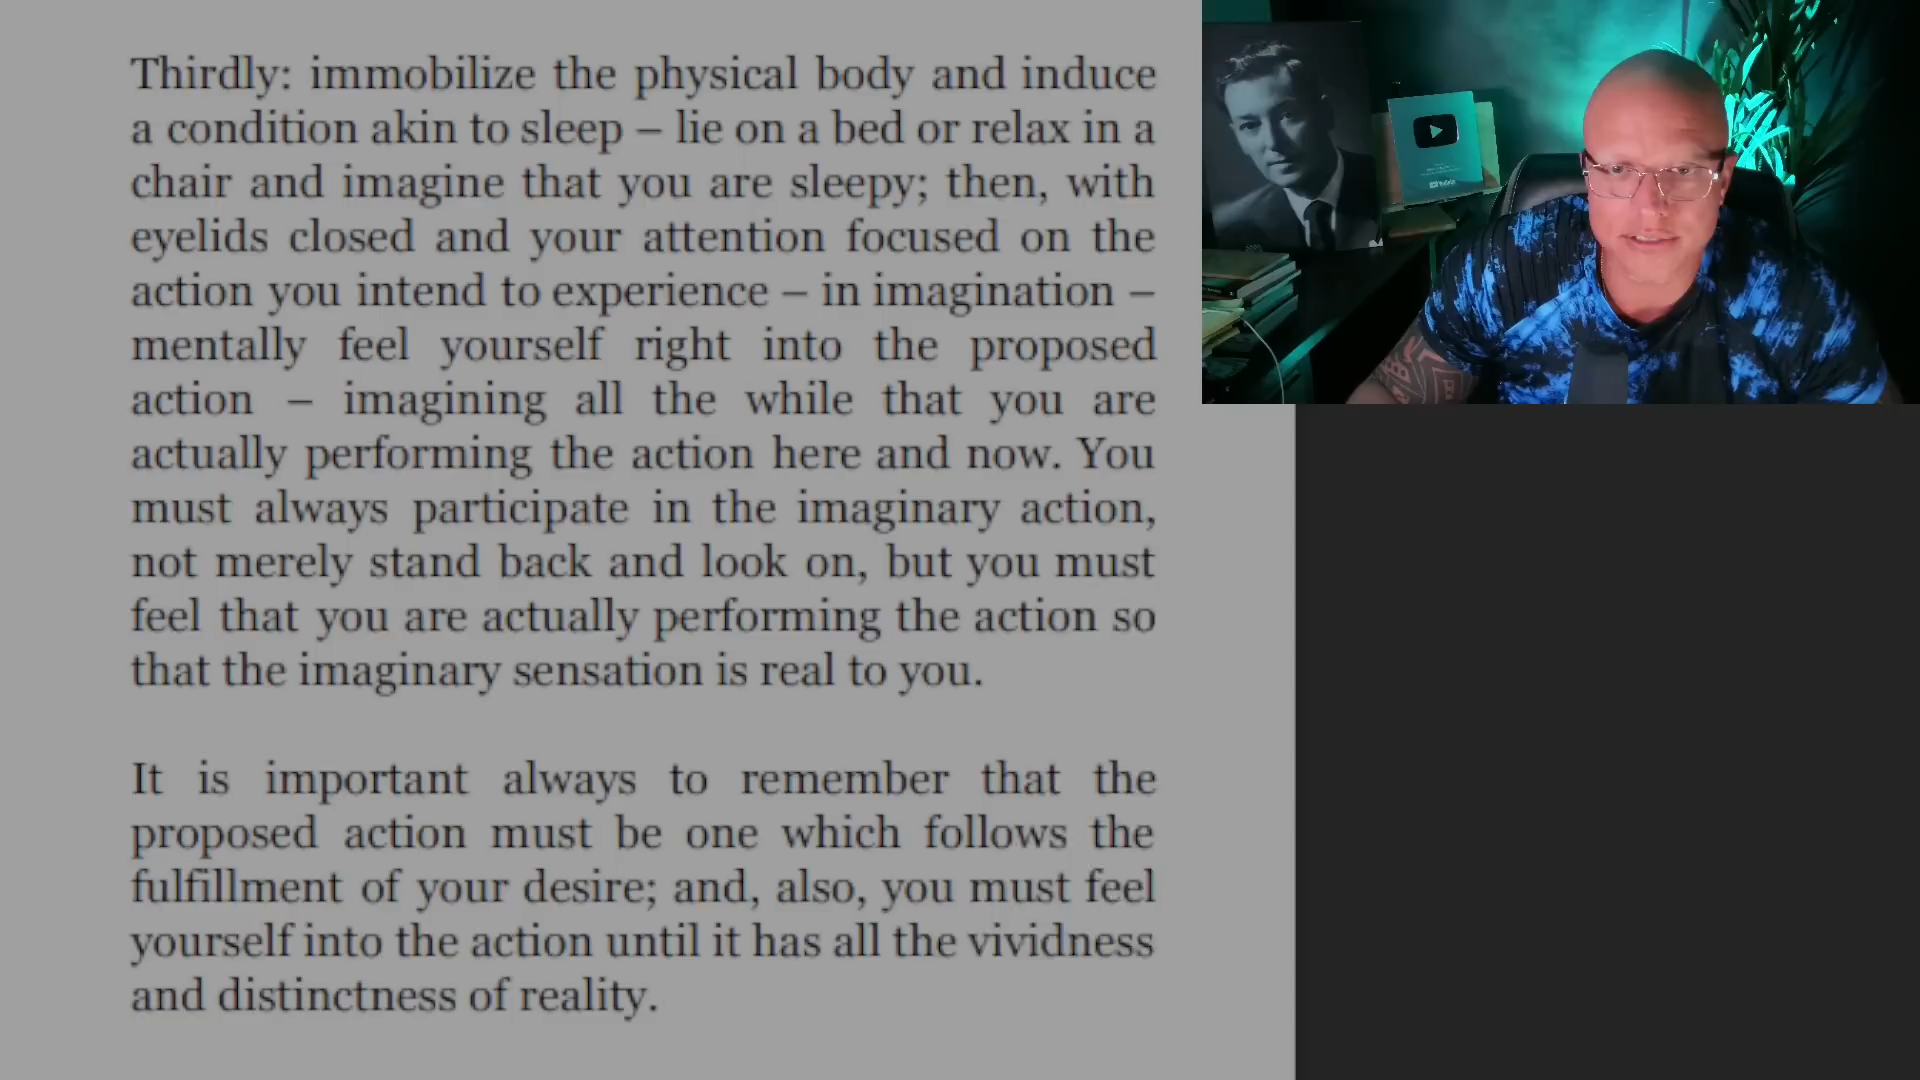 Thirdly: immobilize the physical body and induce
a condition akin to sleep – lie on a bed or relax in a
chair and imagine that you are sleepy; then, with
eyelids closed and your attention focused on the
action you intend to experience – in imagination –
mentally feel yourself right into the proposed
action – imagining all the while that you are
actually performing the action here and now. You
must always participate in the imaginary action,
not merely stand back and look on, but you must
feel that you are actually performing the action so
that the imaginary sensation is real to you.
It is important always to remember that the
proposed action must be one which follows the
fulfillment of your desire; and, also, you must feel
yourself into the action until it has all the vividness
and distinctness of reality.